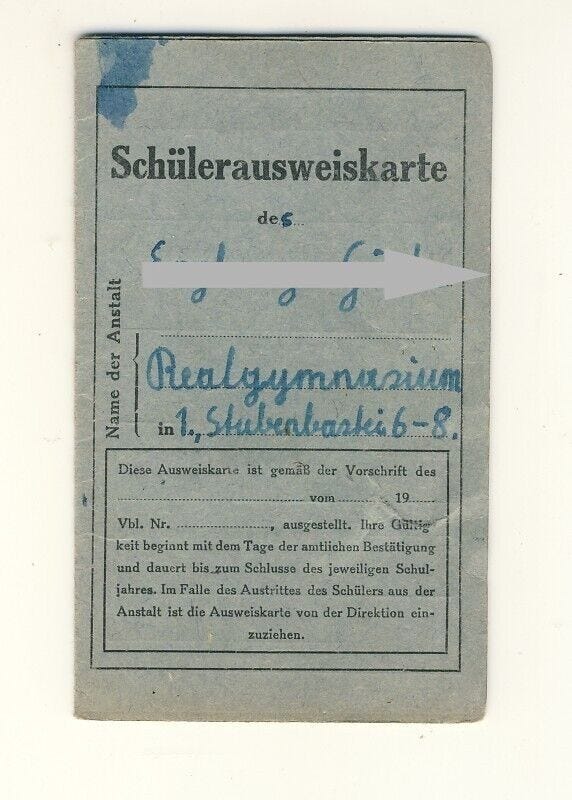 Schülerausweiskarte
des
Name der Anstalt
Realgymnasium
in 1., Stubenbastei 6-8.
Diese Ausweiskarte ist gemäß der Vorschrift des
vom 19
Vbl. Nr. , ausgestellt. Ihre Gültig
keit beginnt mit dem Tage der amtlichen Bestätigung
und dauert bis zum Schlusse des jeweiligen Schul-
jahres. Im Falle des Austrittes des Schülers aus der
Anstalt ist die Ausweiskarte von der Direktion ein-
zuziehen.